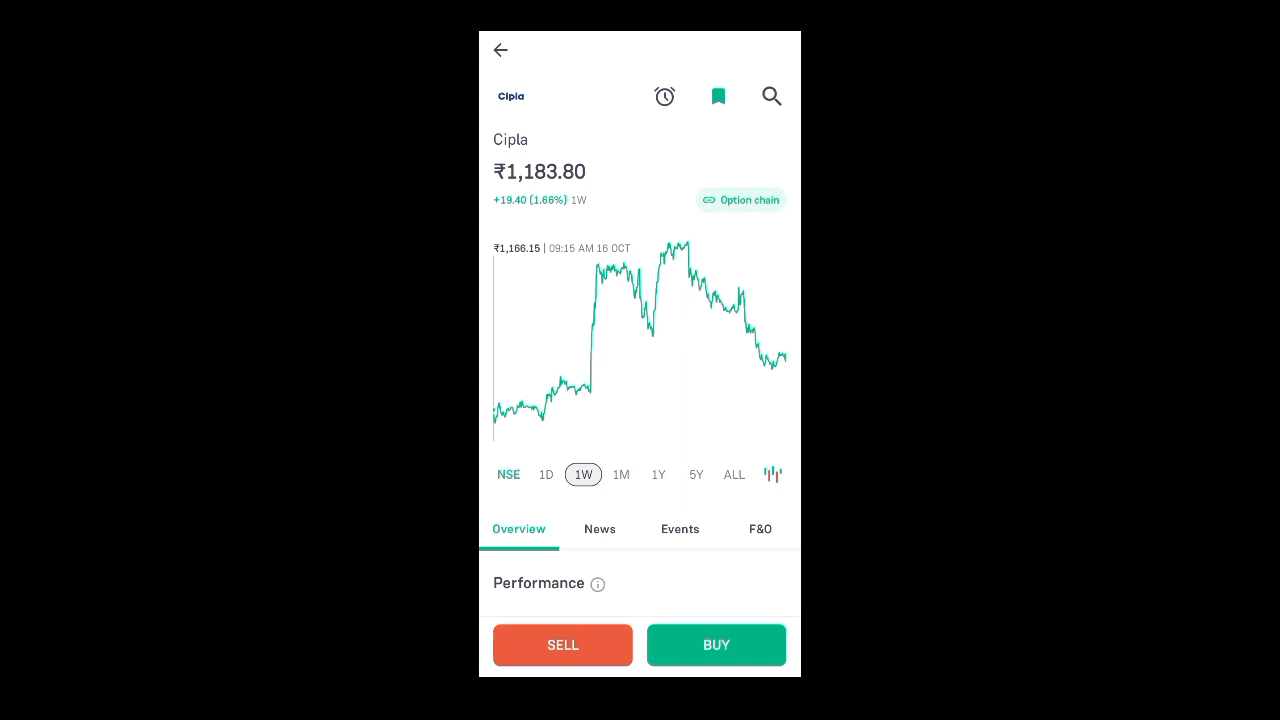 Cipla
Cipla
₹1,183.80
+19.40 (1.66%) 1W
Option chain
₹1,166.15 | 09:15 AM 16 OCT
NSE 1D 1W 1M 1Y 5Y ALL
Overview News Events F&O
Performance
SELL BUY